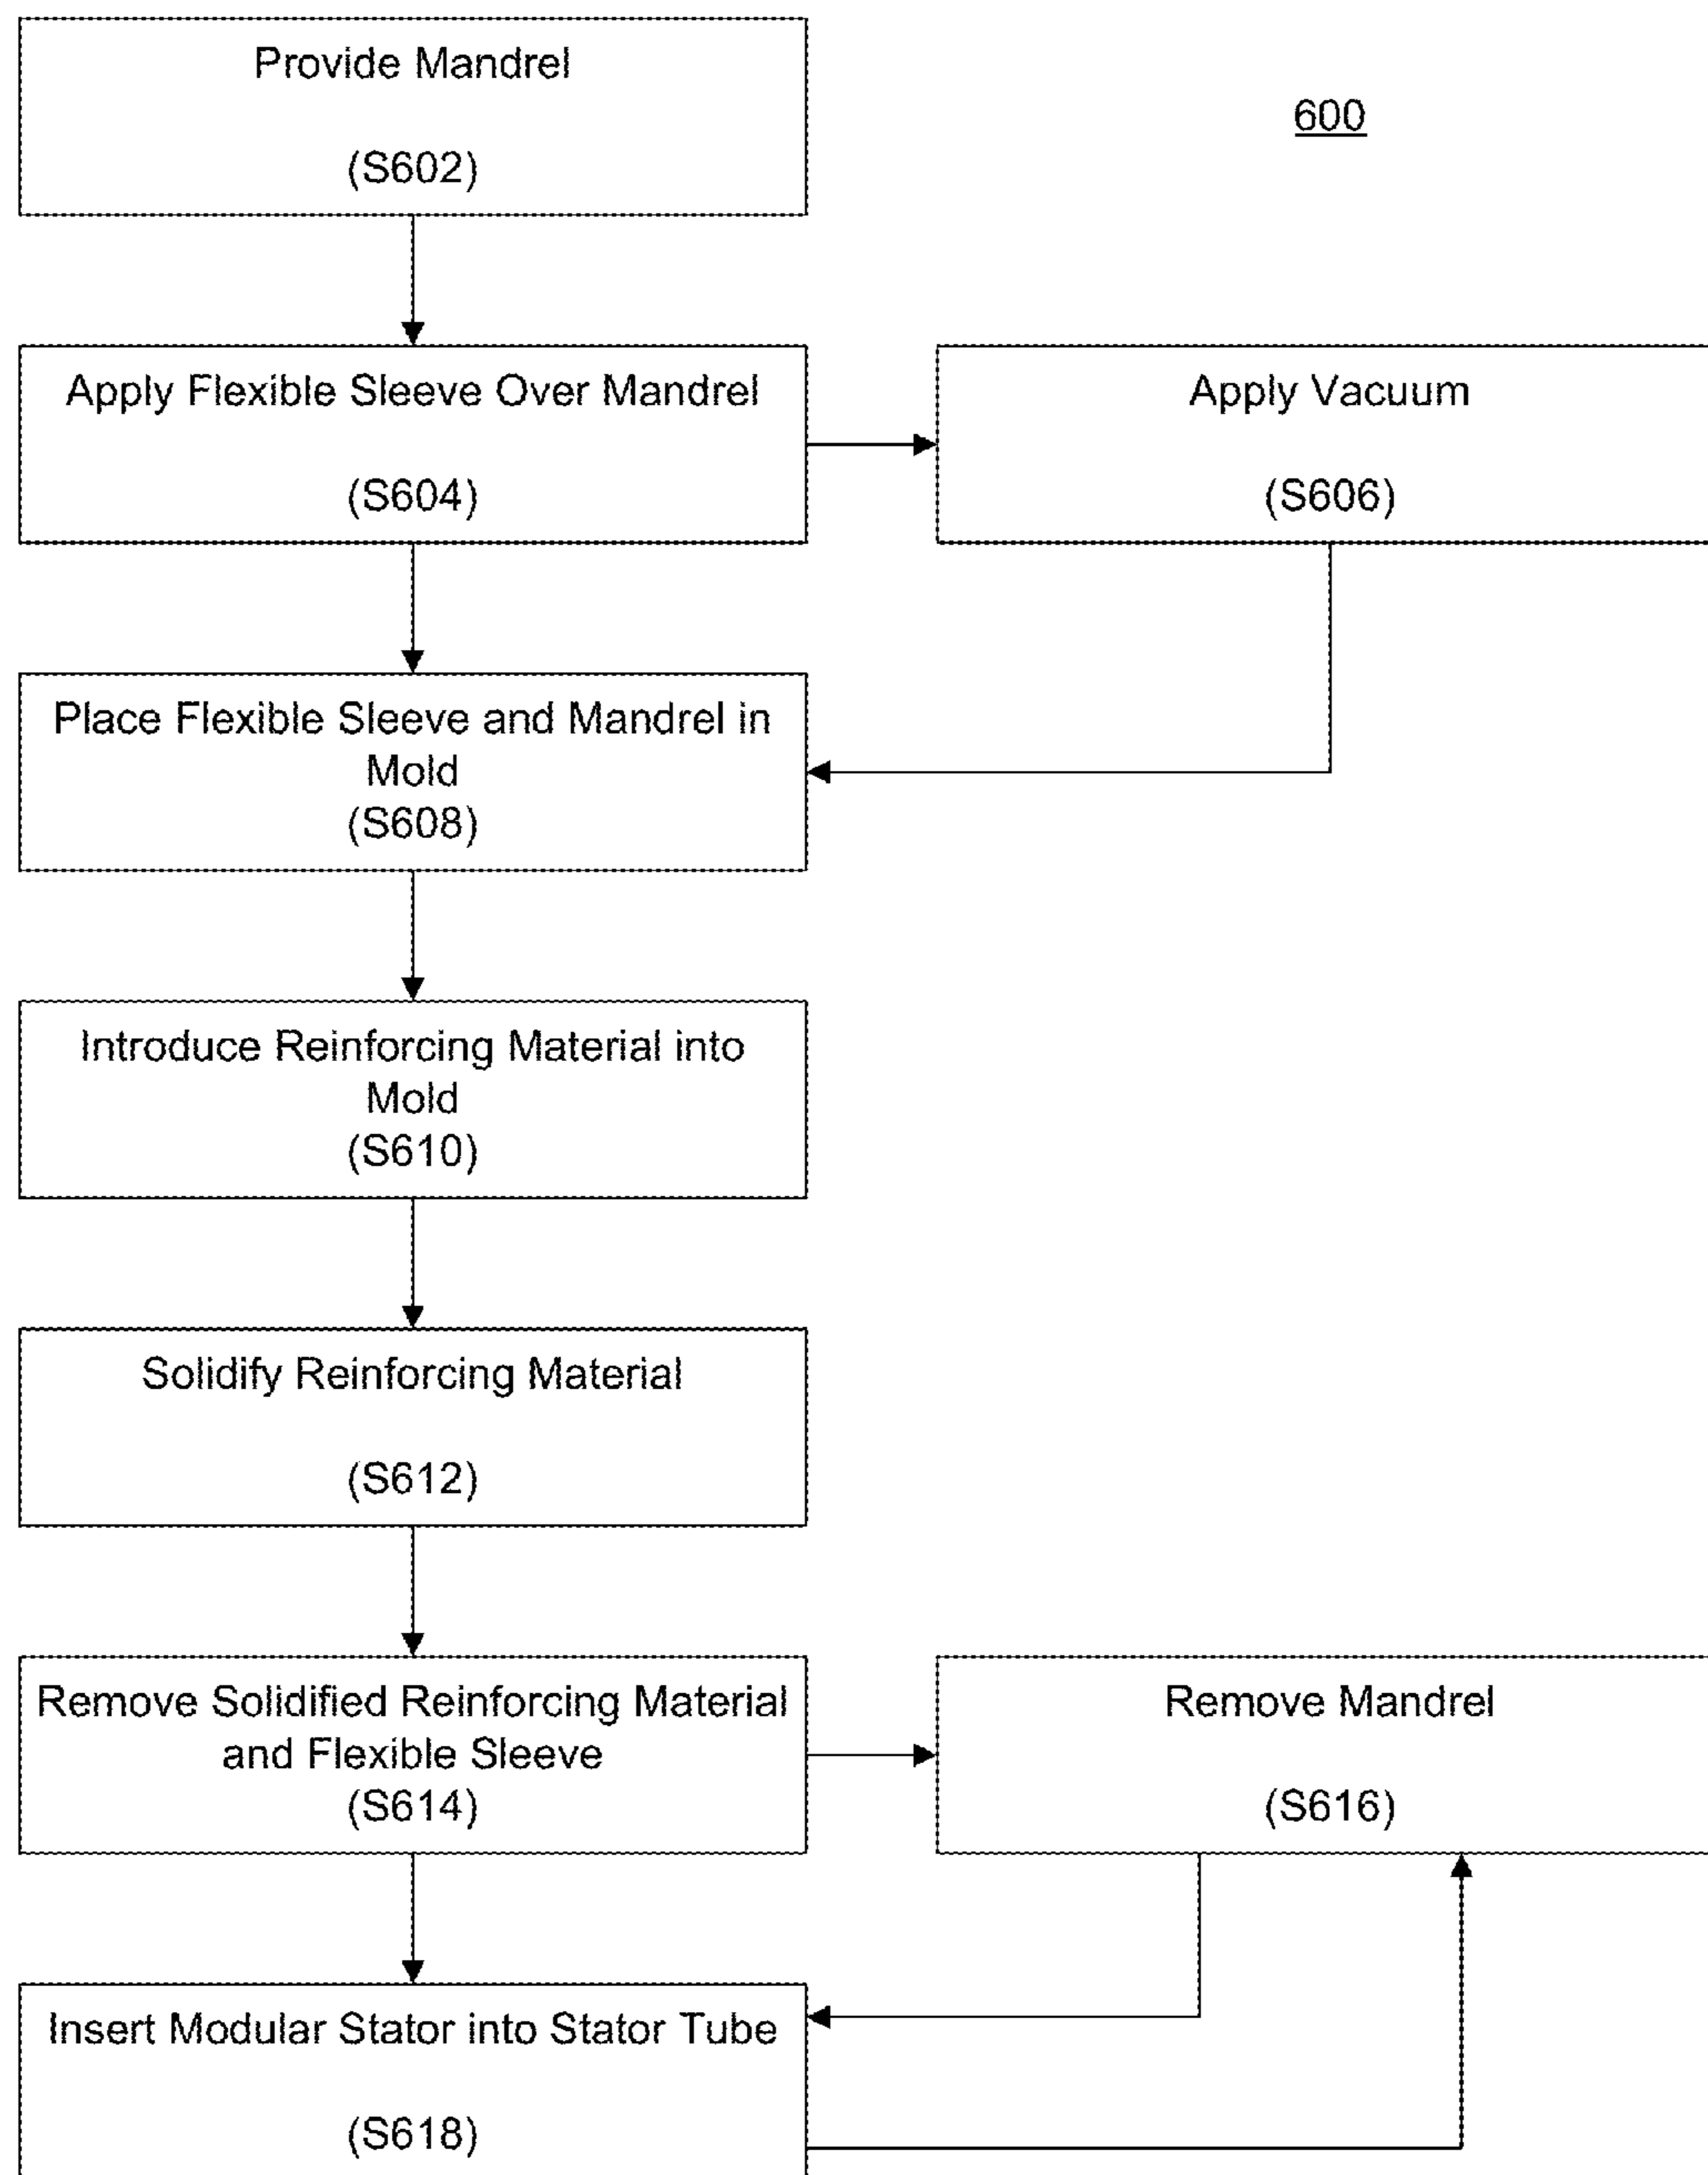 Provide Mandrel
(S602)
600
Apply Flexible Sleeve Over Mandrel
(S604)
Apply Vacuum
(S606)
Place Flexible Sleeve and Mandrel in
Mold
(S608)
Introduce Reinforcing Material into
Mold
(S610)
Solidify Reinforcing Material
(S612)
Remove Solidified Reinforcing Material
and Flexible Sleeve
(S614)
Remove Mandrel
(S616)
Insert Modular Stator into Stator Tube
(S618)